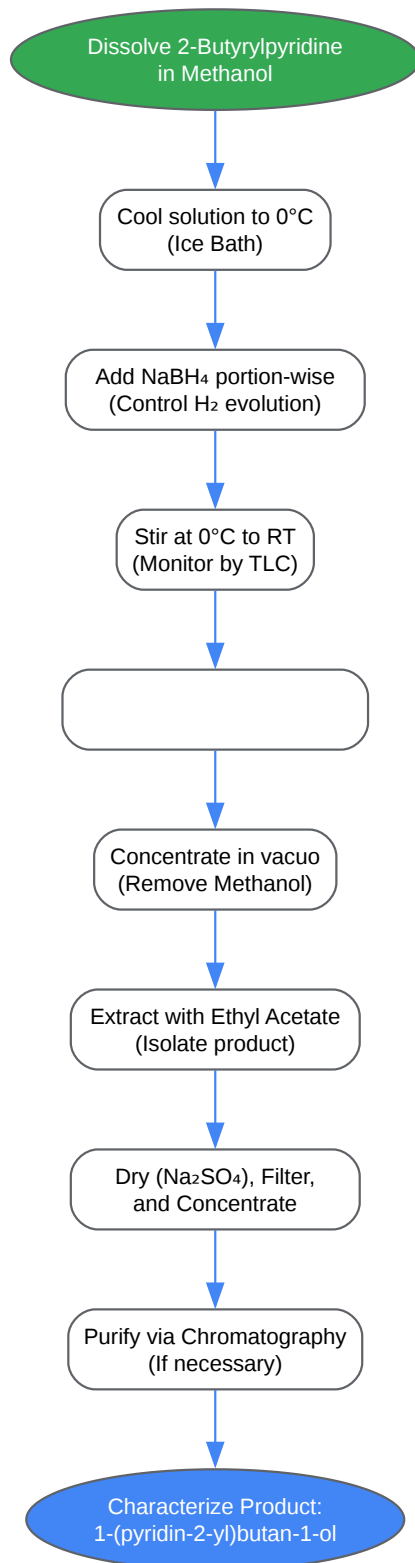 Dissolve 2-Butyrylpyridine
in Methanol
Cool solution to 0°C
(Ice Bath)
Add NaBH₄ portion-wise
(Control H₂ evolution)
Stir at 0°C to RT
(Monitor by TLC)
Concentrate in vacuo
(Remove Methanol)
Extract with Ethyl Acetate
(Isolate product)
Dry (Na₂SO₄), Filter,
and Concentrate
Purify via Chromatography
(If necessary)
Characterize Product:
1-(pyridin-2-yl)butan-1-ol